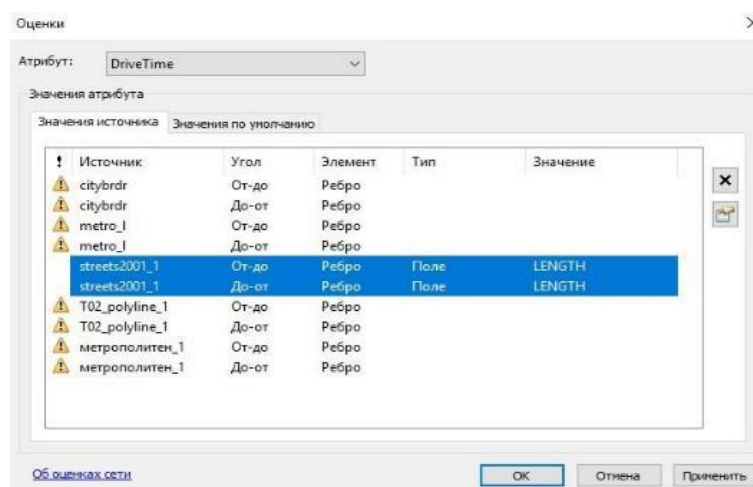 Оценки
Атрибут: DriveTime
Значения атрибута
Значения источника Значения по умолчанию
! Источник Угол Элемент Тип Значение
citybrdr От-до Ребро
citybrdr До-от Ребро
metro_l От-до Ребро
metro_l До-от Ребро
streets2001_1 От-до Ребро Поле LENGTH
streets2001_1 До-от Ребро Поле LENGTH
T02_polyline_1 От-до Ребро
T02_polyline_1 До-от Ребро
метрополитен_1 От-до Ребро
метрополитен_1 До-от Ребро
Об оценках сети OK Отмена Применить